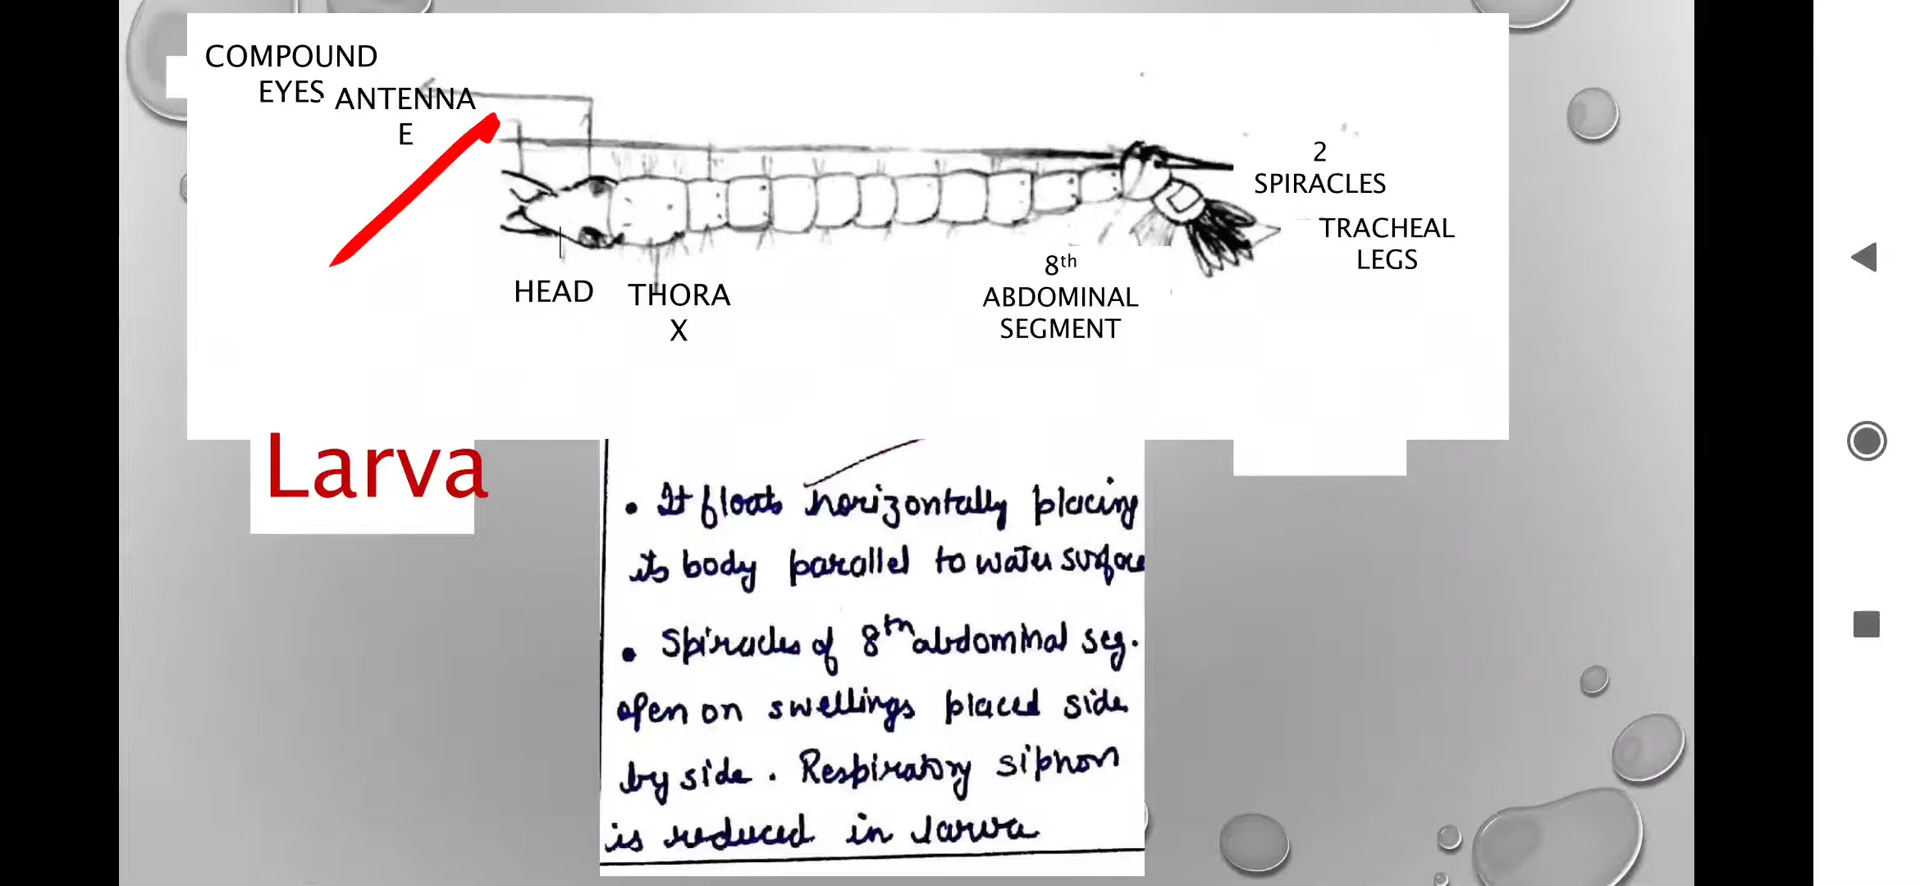 COMPOUND
EYES
ANTENNA
E
2
SPIRACLES
TRACHEAL
LEGS
HEAD
THORA
X
8th
ABDOMINAL
SEGMENT
Larva
• It floats horizontally placing
its body parallel to water surface
• Spiracles of 8th abdominal seg.
open on swellings placed side
by side. Respiratory siphon
is reduced in larva